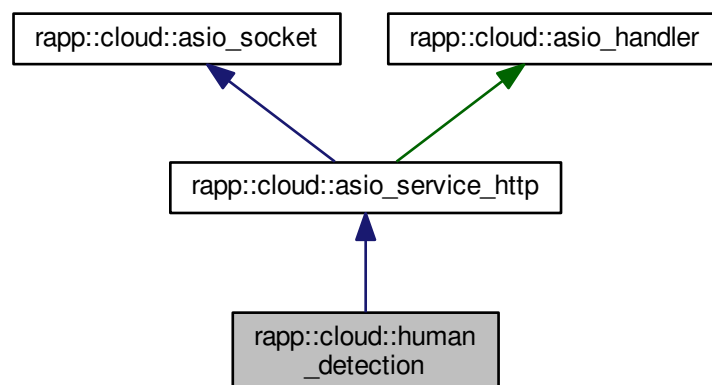 rapp::cloud::asio_socket
rapp::cloud::asio_handler
rapp::cloud::asio_service_http
rapp::cloud::human
_detection